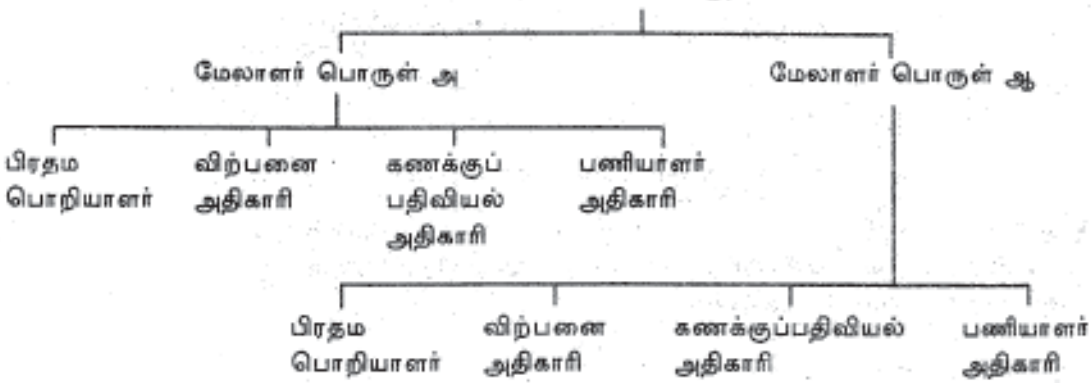 மேலாளர் பொருள் அ
மேலாளர் பொருள் ஆ
பிரதம
பொறியாளர்
விற்பனை
அதிகாரி
கணக்குப்
பதிவியல்
அதிகாரி
பணியாளர்
அதிகாரி
பிரதம
பொறியாளர்
விற்பனை
அதிகாரி
கணக்குப்பதிவியல்
அதிகாரி
பணியாளர்
அதிகாரி